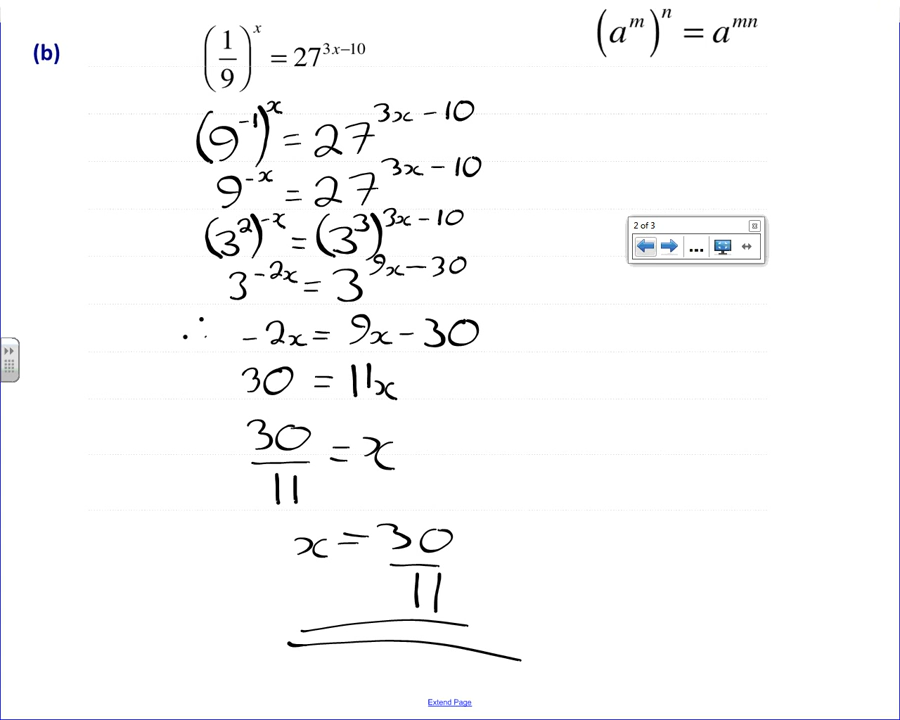 (b) (1/9)^x = 27^(3x–10)
(a^m)^n = a^(mn)
(9^(-1))^x = 27^(3x-10)
9^(-x) = 27^(3x-10)
(3^2)^(-x) = (3^3)^(3x-10)
2 of 3
...
3^(-2x) = 3^(9x-30)
∴ -2x = 9x - 30
30 = 11x
30/11 = x
x = 30/11
Extend Page